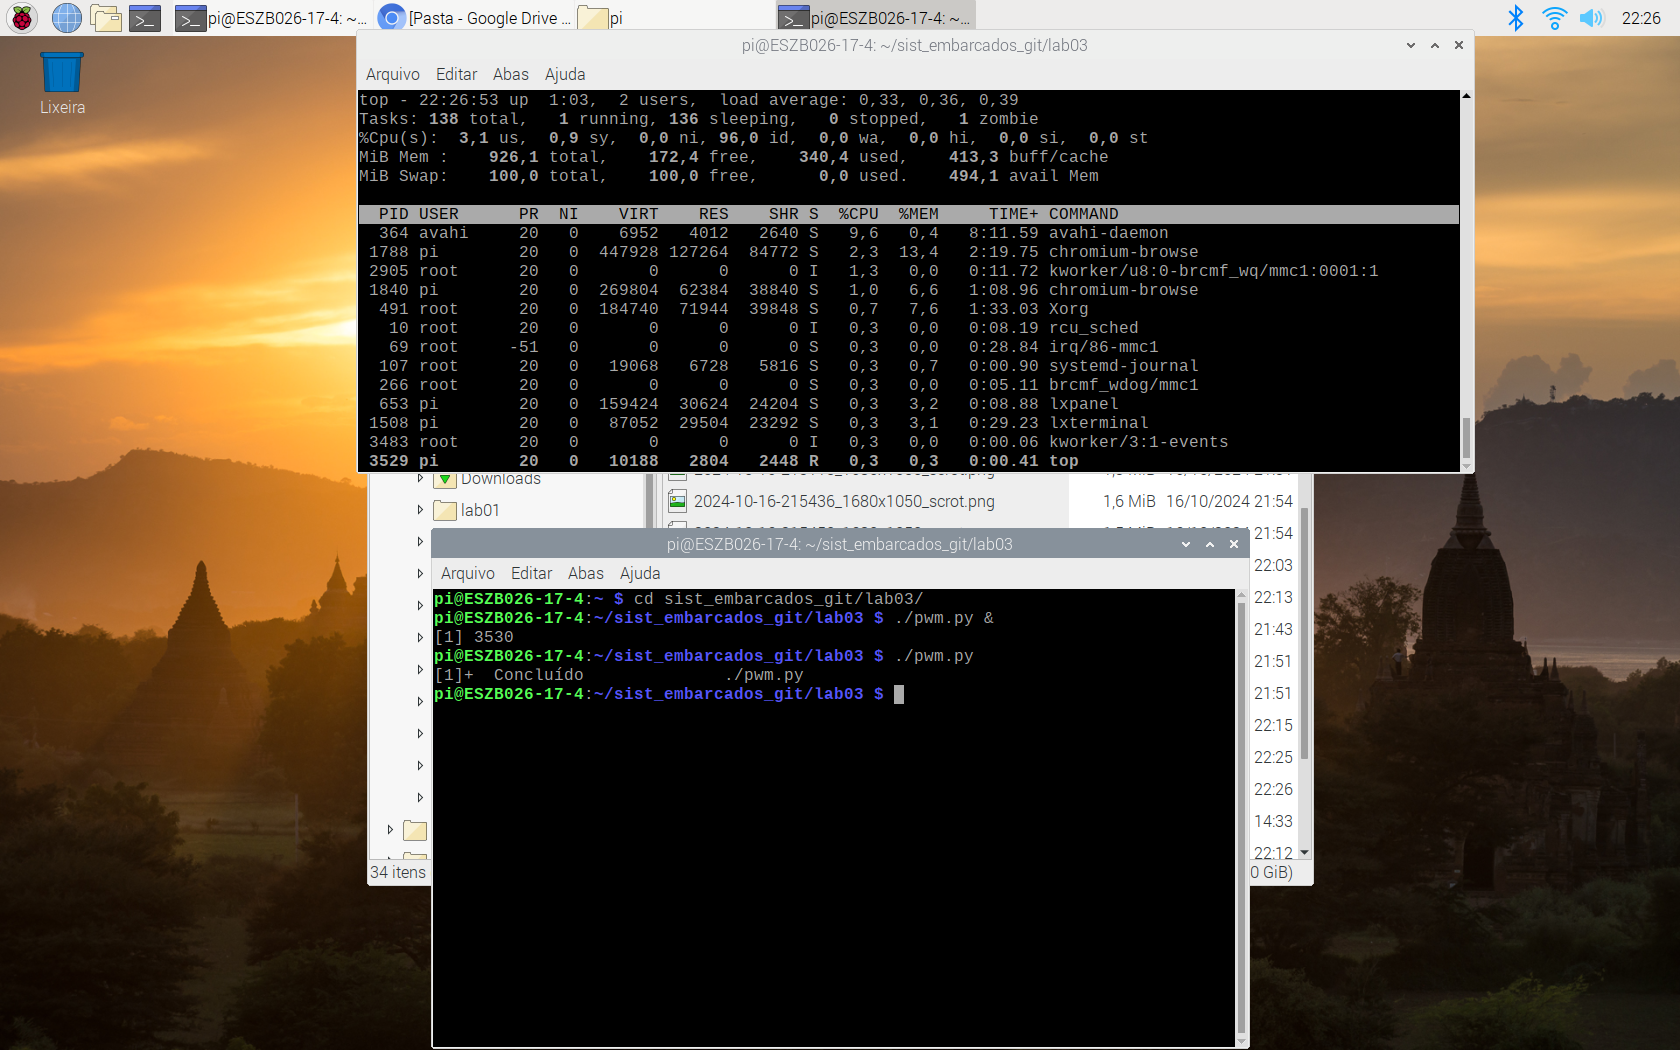 pi@ESZB026-17-4: ~...
[Pasta - Google Drive ...
pi
pi@ESZB026-17-4: ~...
22:26
Lixeira
pi@ESZB026-17-4: ~/sist_embarcados_git/lab03
Arquivo Editar Abas Ajuda
top - 22:26:53 up  1:03,  2 users,  load average: 0,33, 0,36, 0,39
Tasks: 138 total,   1 running, 136 sleeping,   0 stopped,   1 zombie
%Cpu(s):  3,1 us,  0,9 sy,  0,0 ni, 96,0 id,  0,0 wa,  0,0 hi,  0,0 si,  0,0 st
MiB Mem :    926,1 total,    172,4 free,    340,4 used,    413,3 buff/cache
MiB Swap:    100,0 total,    100,0 free,      0,0 used.    494,1 avail Mem
PID USER      PR  NI    VIRT    RES    SHR S  %CPU  %MEM     TIME+ COMMAND
364 avahi     20   0    6952   4012   2640 S   9,6   0,4   8:11.59 avahi-daemon
1788 pi        20   0  447928 127264  84772 S   2,3  13,4   2:19.75 chromium-browse
2905 root      20   0       0      0      0 I   1,3   0,0   0:11.72 kworker/u8:0-brcmf_wq/mmc1:0001:1
1840 pi        20   0  269804  62384  38840 S   1,0   6,6   1:08.96 chromium-browse
491 root      20   0  184740  71944  39848 S   0,7   7,6   1:33.03 Xorg
10 root      20   0       0      0      0 I   0,3   0,0   0:08.19 rcu_sched
69 root     -51   0       0      0      0 S   0,3   0,0   0:28.84 irq/86-mmc1
107 root      20   0   19068   6728   5816 S   0,3   0,7   0:00.90 systemd-journal
266 root      20   0       0      0      0 S   0,3   0,0   0:05.11 brcmf_wdog/mmc1
653 pi        20   0  159424  30624  24204 S   0,3   3,2   0:08.88 lxpanel
1508 pi        20   0   87052  29504  23292 S   0,3   3,1   0:29.23 lxterminal
3483 root      20   0       0      0      0 I   0,3   0,0   0:00.06 kworker/3:1-events
3529 pi        20   0   10188   2804   2448 R   0,3   0,3   0:00.41 top
Downloads
2024-10-16-215436_1680x1050_scrot.png 1,6 MiB 16/10/2024 21:54
lab01
21:54
pi@ESZB026-17-4: ~/sist_embarcados_git/lab03
22:03
Arquivo Editar Abas Ajuda
pi@ESZB026-17-4:~ $ cd sist_embarcados_git/lab03/
22:13
pi@ESZB026-17-4:~/sist_embarcados_git/lab03 $ ./pwm.py &
21:43
[1] 3530
pi@ESZB026-17-4:~/sist_embarcados_git/lab03 $ ./pwm.py
21:51
[1]+  Concluído              ./pwm.py
pi@ESZB026-17-4:~/sist_embarcados_git/lab03 $
21:51
22:15
22:25
22:26
14:33
22:12
34 itens
0 GiB)